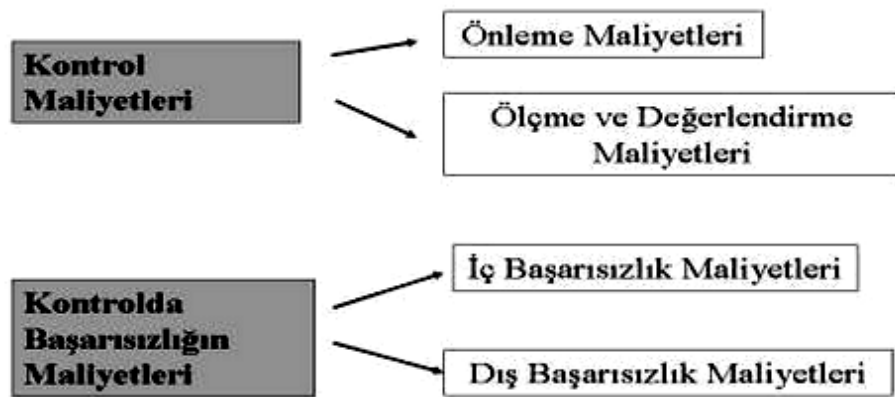 Kontrol
Maliyetleri
Önleme Maliyetleri
Ölçme ve Değerlendirme
Maliyetleri
Kontrolda
Başarısızlığın
Maliyetleri
İç Başarısızlık Maliyetleri
Dış Başarısızlık Maliyetleri